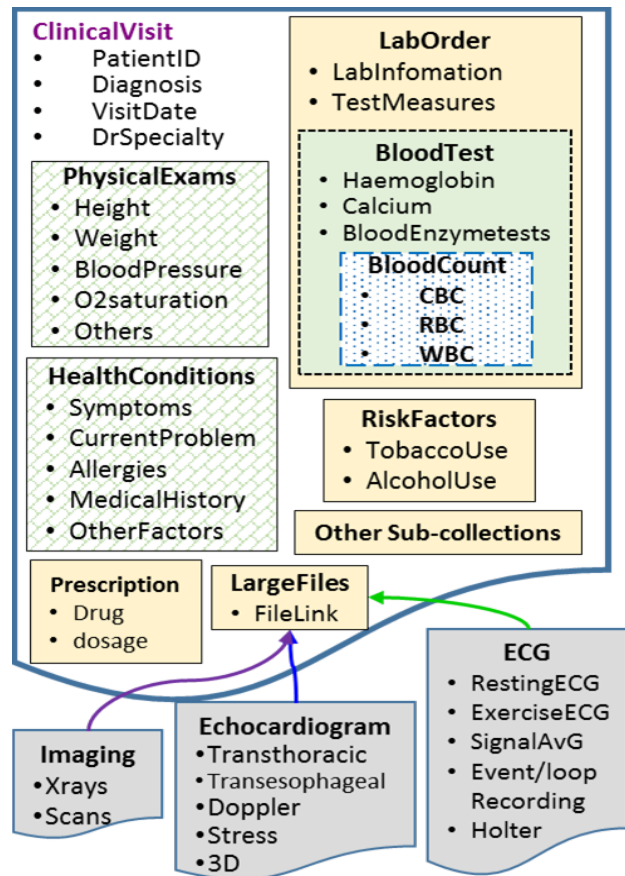 ClinicalVisit
• PatientID
• Diagnosis
• VisitDate
• DrSpecialty
PhysicalExams
• Height
• Weight
• BloodPressure
• O2saturation
• Others
HealthConditions
• Symptoms
• CurrentProblem
• Allergies
• MedicalHistory
• OtherFactors
LabOrder
• LabInfomation
• TestMeasures
BloodTest
• Haemoglobin
• Calcium
• BloodEnzymetests
BloodCount
• CBC
• RBC
• WBC
RiskFactors
• TobaccoUse
• AlcoholUse
Other Sub-collections
Prescription
• Drug
• dosage
LargeFiles
• FileLink
Imaging
• Xrays
• Scans
Echocardiogram
• Transthoracic
• Transesophageal
• Doppler
• Stress
• 3D
ECG
• RestingECG
• ExerciseECG
• SignalAvG
• Event/loop
Recording
• Holter